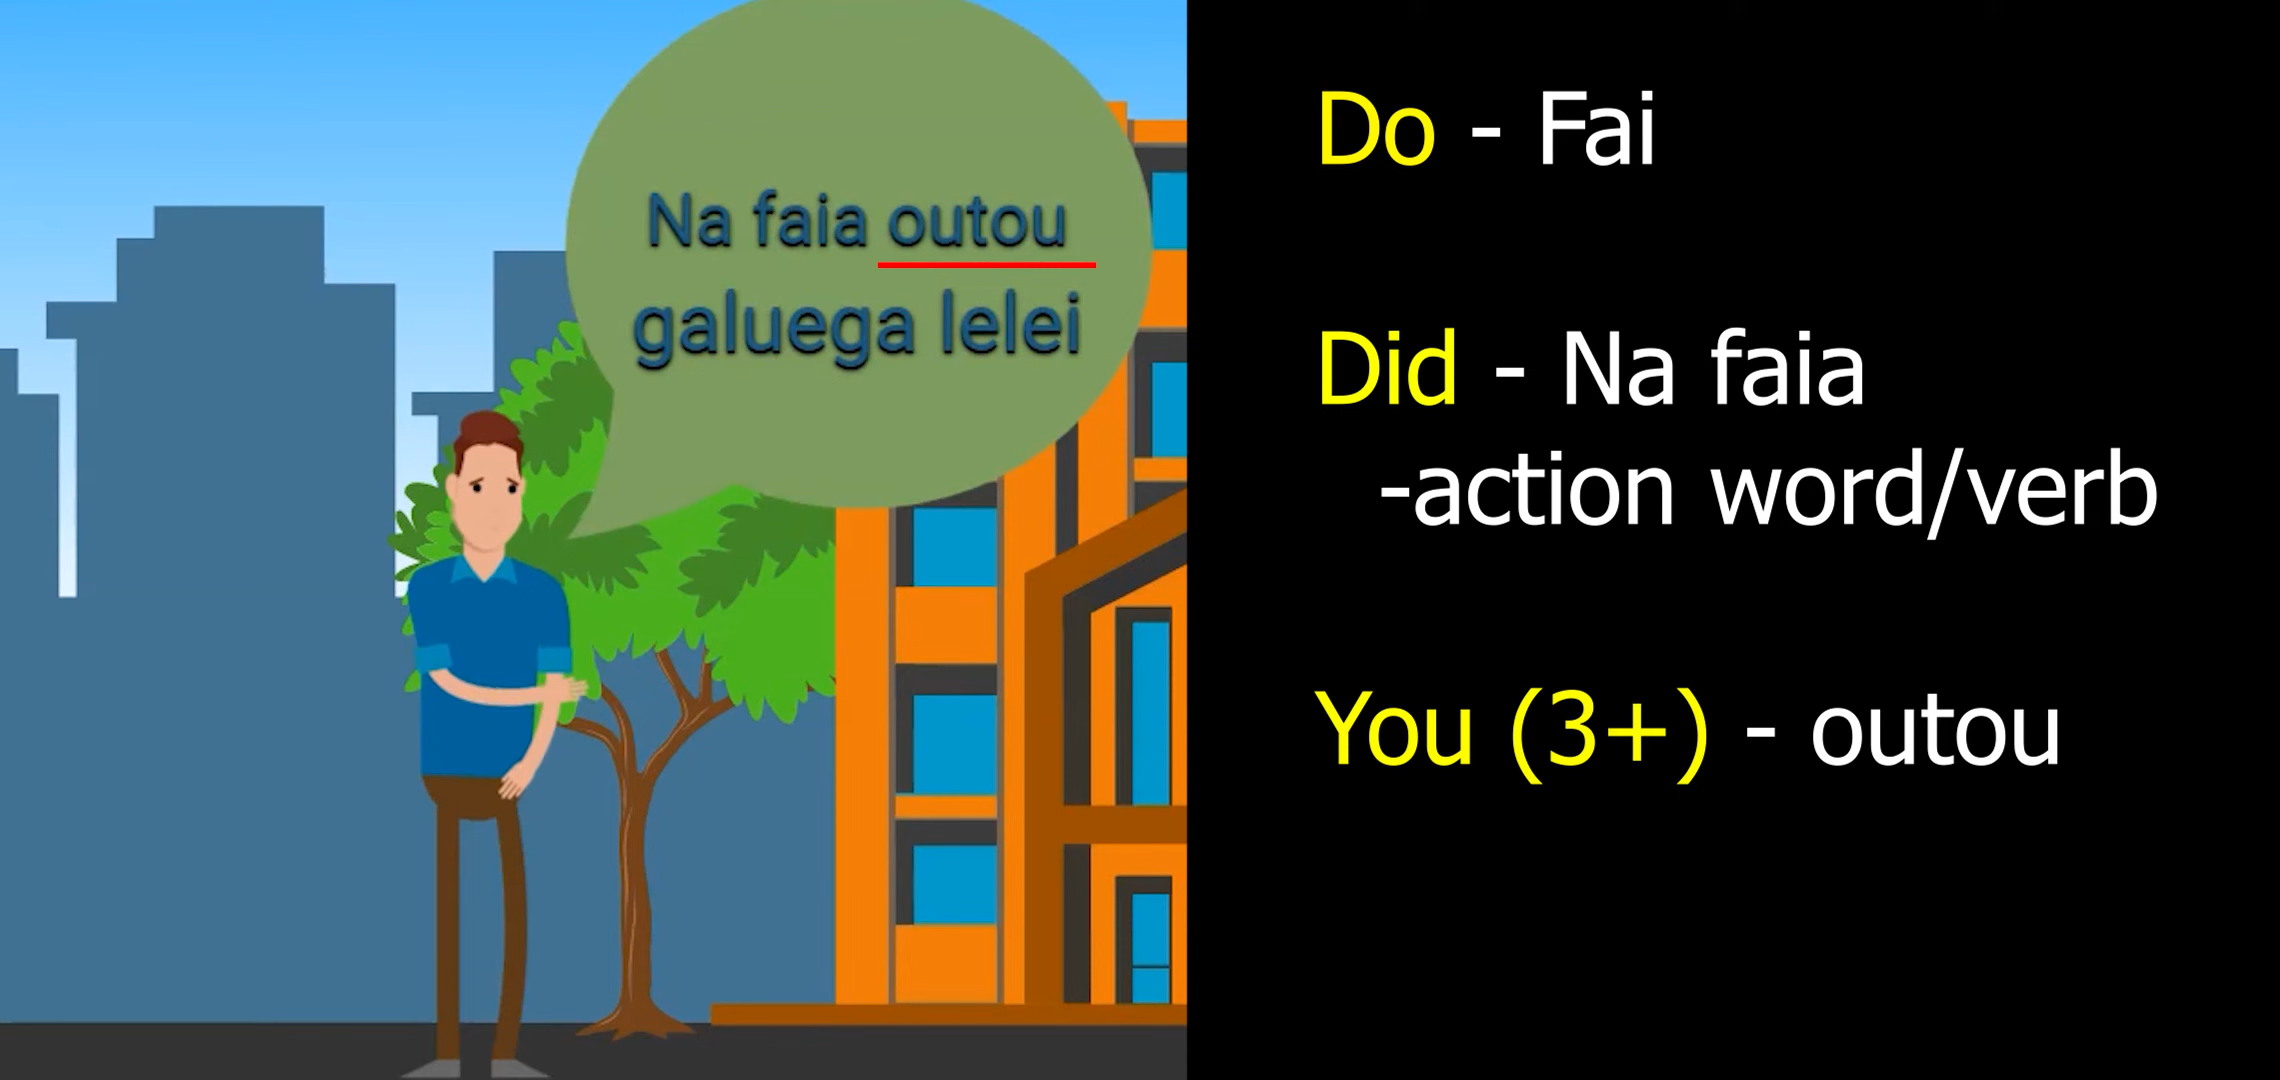 Na faia outou
galuega lelei
Do - Fai
Did - Na faia
-action word/verb
You (3+) - outou